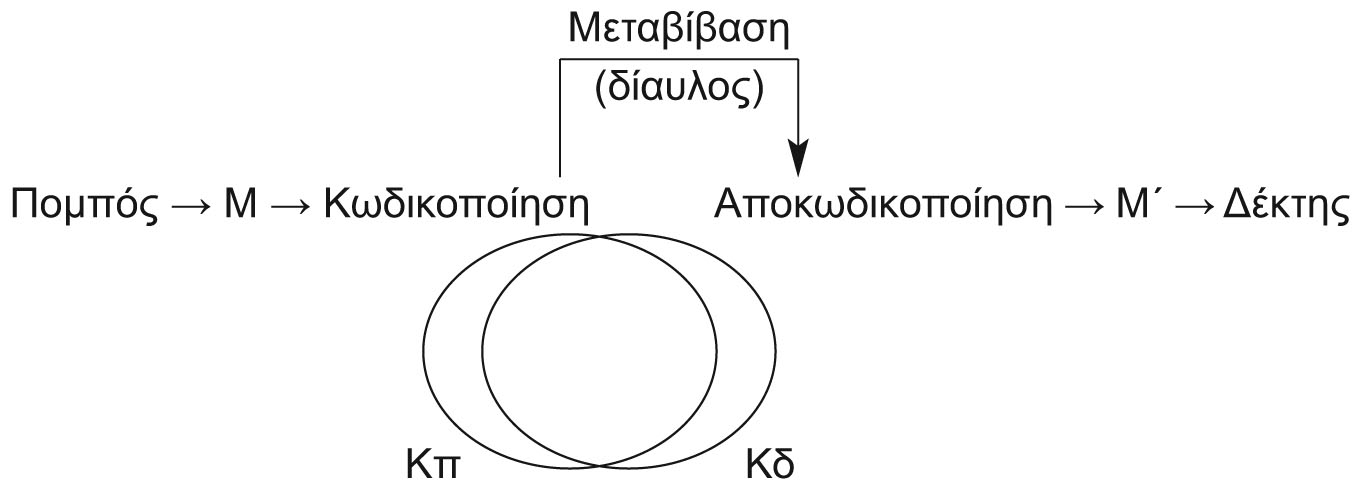 Μεταβίβαση
(δίαυλος)
Πομπός → Μ → Κωδικοποίηση Αποκωδικοποίηση → Μ΄ → Δέκτης
Κπ Κδ